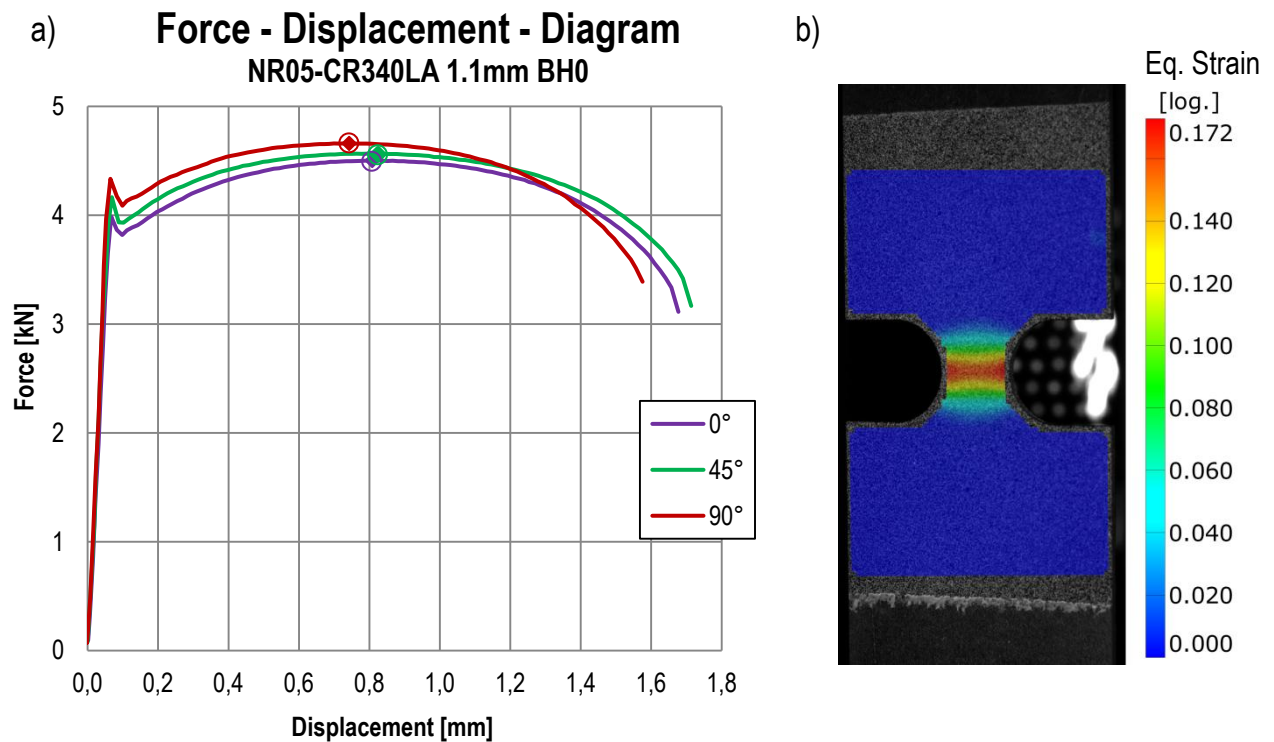 a)
Force - Displacement - Diagram
NR05-CR340LA 1.1mm BH0
5
4
3
2
1
0
Force [kN]
0,0 0,2 0,4 0,6 0,8 1,0 1,2 1,4 1,6 1,8
Displacement [mm]
0°
45°
90°
b)
Eq. Strain
[log.]
0.172
0.140
0.120
0.100
0.080
0.060
0.040
0.020
0.000